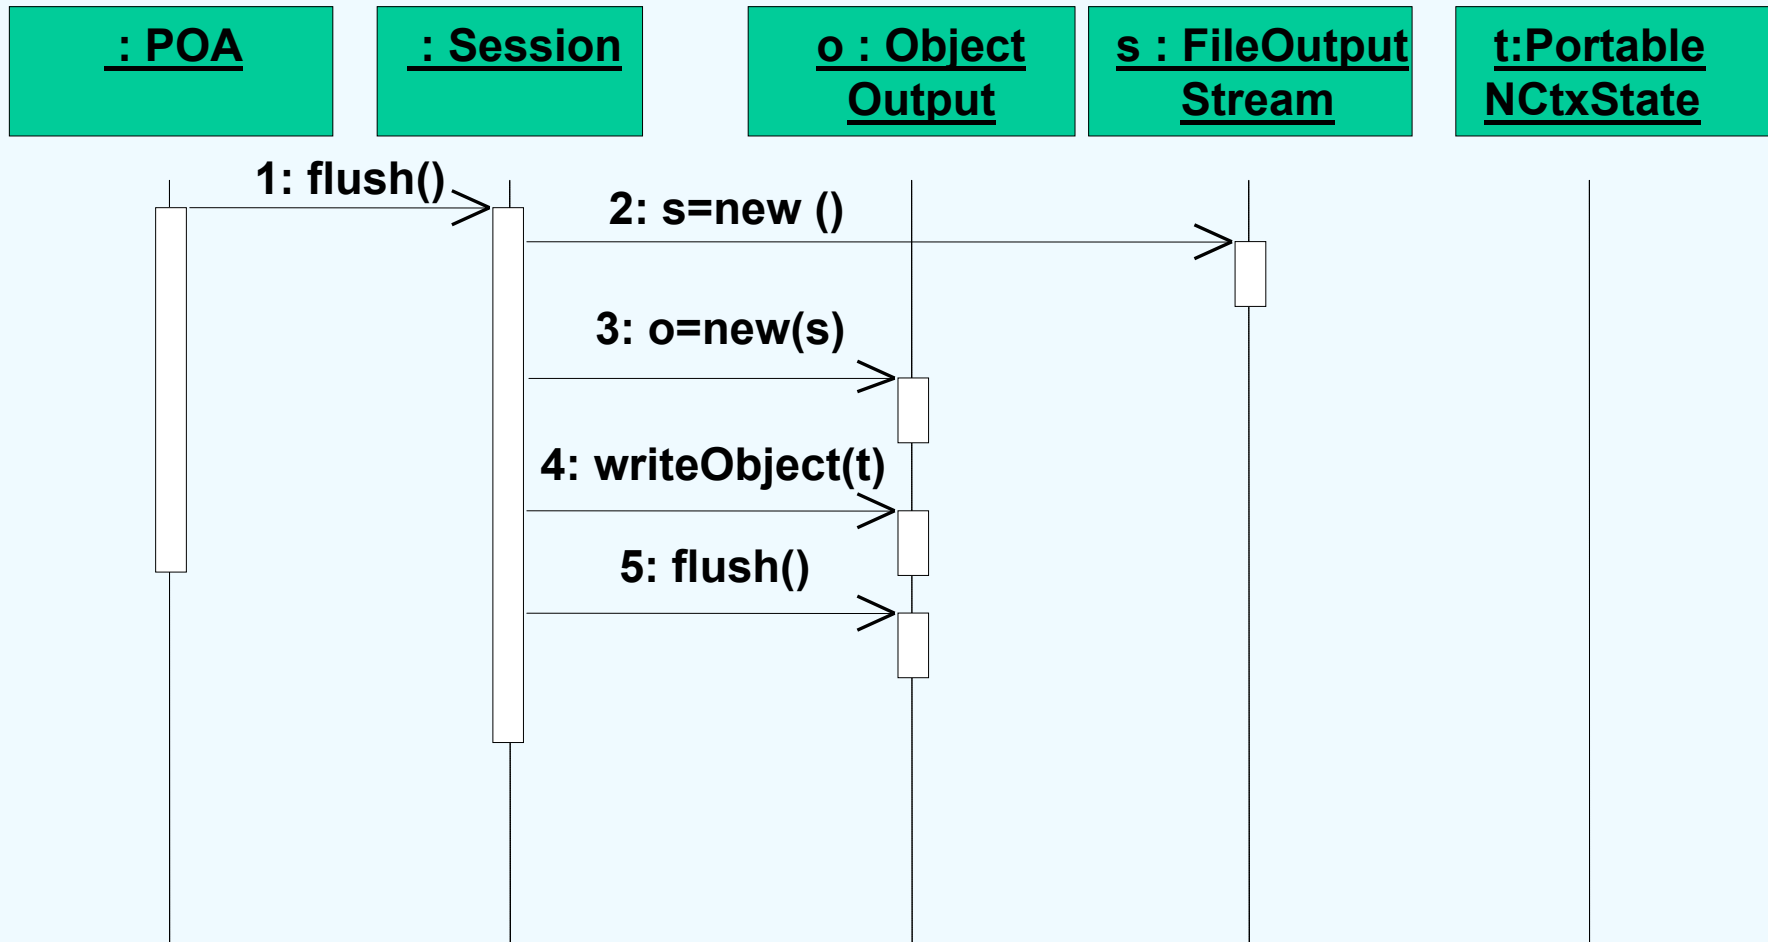 : POA
: Session
o : Object
Output
s : FileOutput
Stream
t:Portable
NCtxState
1: flush()
2: s=new ()
3: o=new(s)
4: writeObject(t)
5: flush()